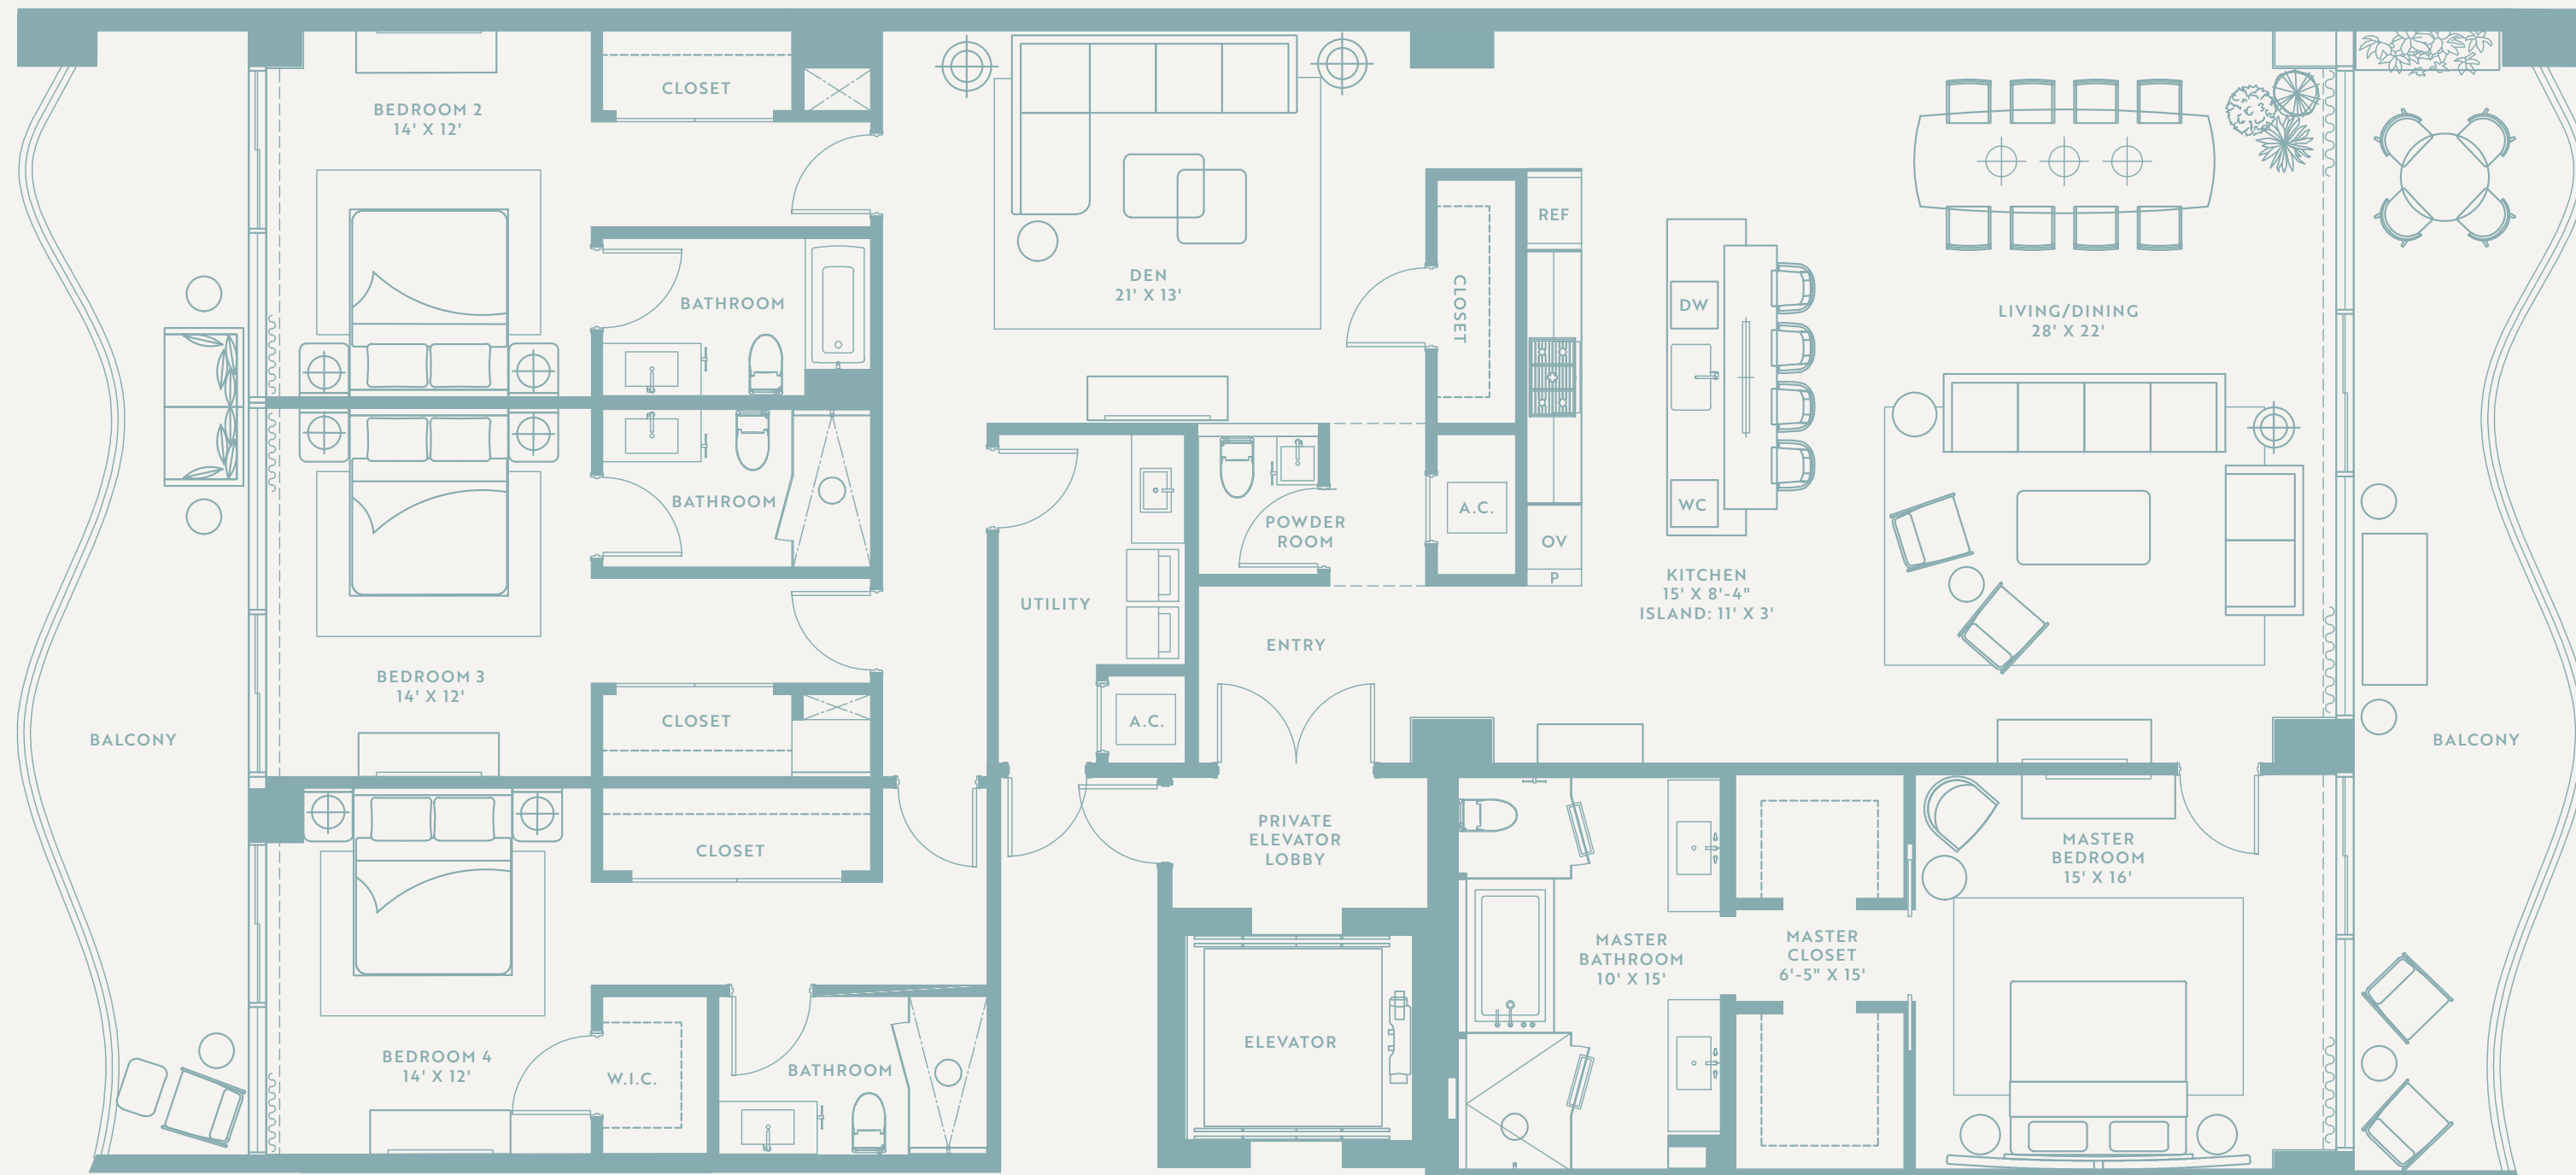 BEDROOM 2
14' X 12'
CLOSET
BATHROOM
DEN
21' X 13'
CLOSET
REF
DW
WC
A.C.
OV
P
LIVING/DINING
28' X 22'
KITCHEN
15' X 8'-4"
ISLAND: 11' X 3'
BATHROOM
POWDER
ROOM
UTILITY
ENTRY
BEDROOM 3
14' X 12'
CLOSET
A.C.
BALCONY
BALCONY
CLOSET
PRIVATE
ELEVATOR
LOBBY
MASTER
BEDROOM
15' X 16'
MASTER
BATHROOM
10' X 15'
MASTER
CLOSET
6'-5" X 15'
ELEVATOR
BEDROOM 4
14' X 12'
W.I.C.
BATHROOM